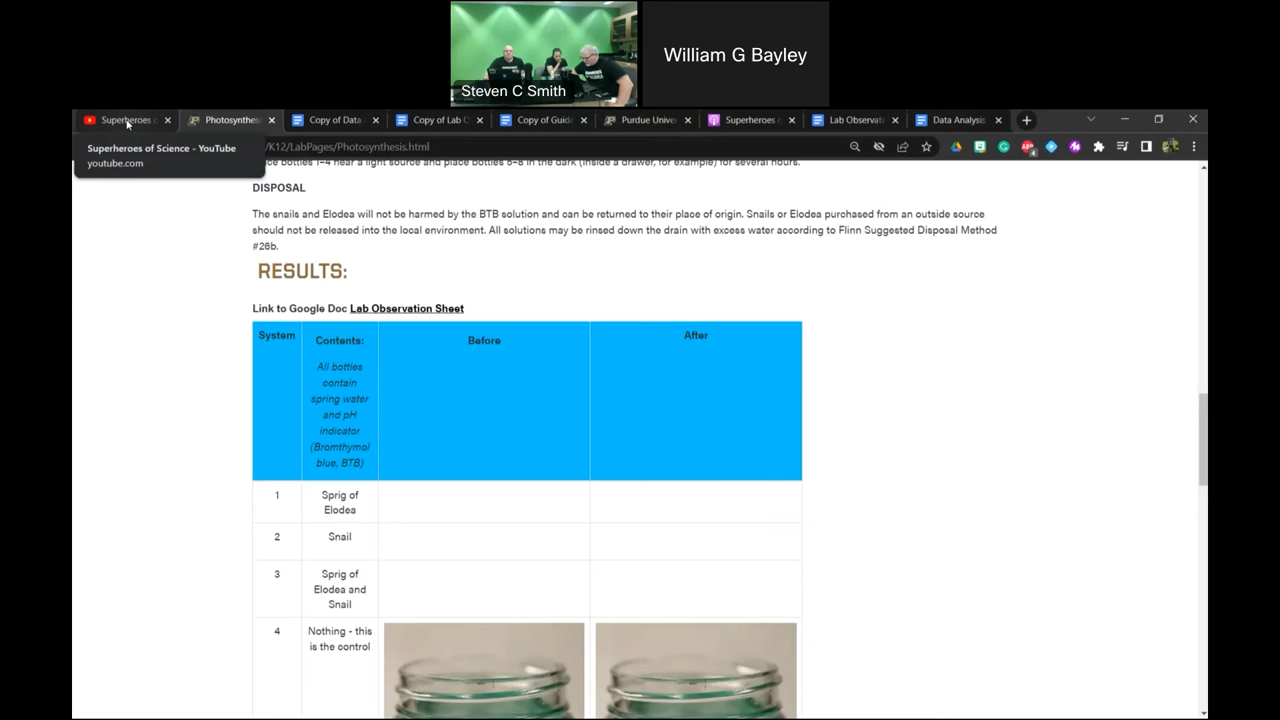 William G Bayley
Steven C Smith
Superheroes
Photosynthesis
Copy of Data
Copy of Lab
Copy of Guid
Purdue Unive
Superheroes
Lab Observat
Data Analysis
Superheroes of Science - YouTube
youtube.com
/K12/LabPages/Photosynthesis.html
bottles 1–4 near a light source and place bottles 5–8 in the dark (inside a drawer, for example) for several hours.
DISPOSAL
The snails and Elodea will not be harmed by the BTB solution and can be returned to their place of origin. Snails or Elodea purchased from an outside source
should not be released into the local environment. All solutions may be rinsed down the drain with excess water according to Flinn Suggested Disposal Method
#26b.
RESULTS:
Link to Google Doc Lab Observation Sheet
System
Contents:
Before
After
All bottles
contain
spring water
and pH
indicator
(Bromthymol
blue, BTB)
1
Sprig of
Elodea
2
Snail
3
Sprig of
Elodea and
Snail
4
Nothing - this
is the control